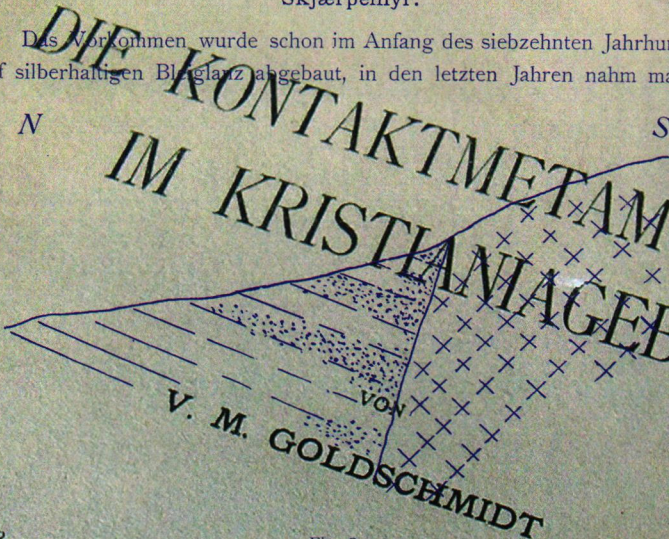 Skjærpemyr.
Das Vorkommen wurde schon im Anfang des siebzehnten Jahrhu
f silberhaltigen Bleiglanz abgebaut, in den letzten Jahren nahm ma
N
S
DIE KONTAKTMETAM
IM KRISTIANIAGEB
VON
V. M. GOLDSCHMIDT